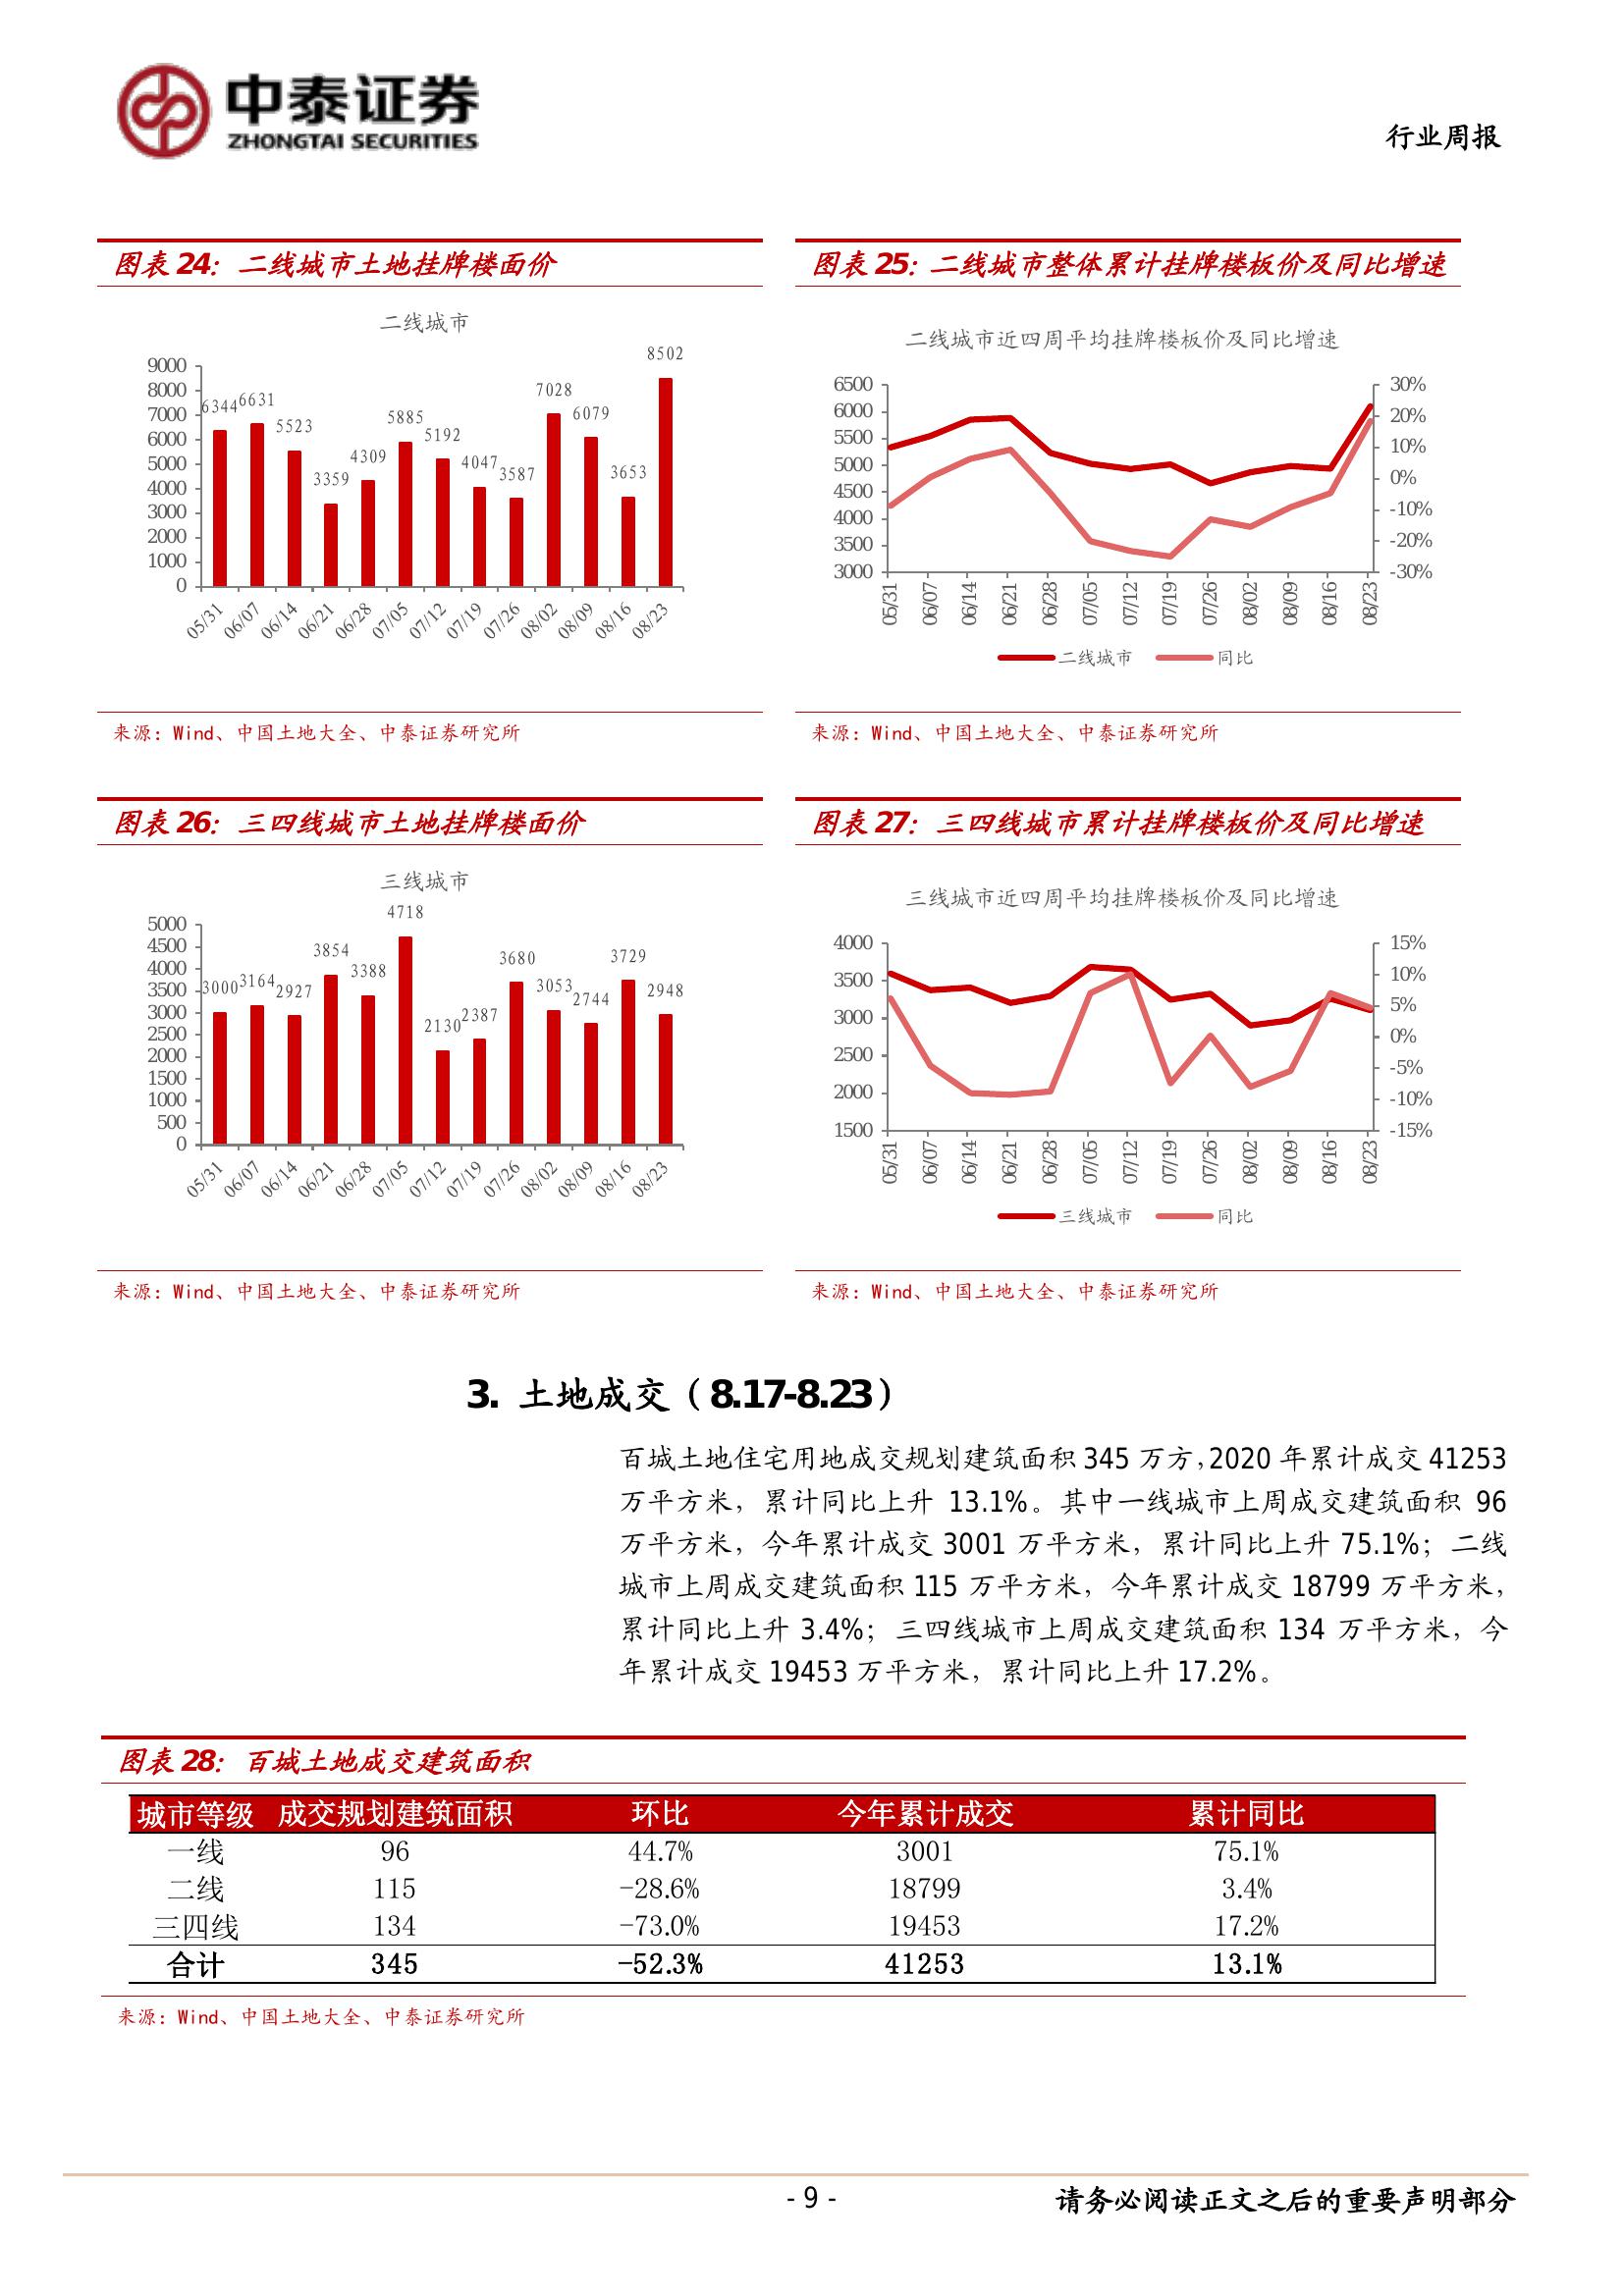 中泰证券
ZHONGTAI SECURITIES
行业周报
图表 24：二线城市土地挂牌楼面价
二线城市
9000
8000
7000
6000
5000
4000
3000
2000
1000
0
6344 6631 5523 3359 4309 5885 5192 4047 3587 7028 6079 3653 8502
05/31 06/07 06/14 06/21 06/28 07/05 07/12 07/19 07/26 08/02 08/09 08/16 08/23
来源：Wind、中国土地大全、中泰证券研究所
图表 25：二线城市整体累计挂牌楼板价及同比增速
二线城市近四周平均挂牌楼板价及同比增速
6500 30%
6000 20%
5500 10%
5000 0%
4500 -10%
4000 -20%
3500 -30%
3000
05/31 06/07 06/14 06/21 06/28 07/05 07/12 07/19 07/26 08/02 08/09 08/16 08/23
二线城市 同比
来源：Wind、中国土地大全、中泰证券研究所
图表 26：三四线城市土地挂牌楼面价
三线城市
5000
4500
4000
3500
3000
2500
2000
1500
1000
500
0
3000 3164 2927 3854 3388 4718 2130 2387 3680 3053 2744 3729 2948
05/31 06/07 06/14 06/21 06/28 07/05 07/12 07/19 07/26 08/02 08/09 08/16 08/23
来源：Wind、中国土地大全、中泰证券研究所
图表 27：三四线城市累计挂牌楼板价及同比增速
三线城市近四周平均挂牌楼板价及同比增速
4000 15%
3500 10%
3000 5%
2500 0%
2000 -5%
1500 -10%
-15%
05/31 06/07 06/14 06/21 06/28 07/05 07/12 07/19 07/26 08/02 08/09 08/16 08/23
三线城市 同比
来源：Wind、中国土地大全、中泰证券研究所
3. 土地成交（8.17-8.23）
百城土地住宅用地成交规划建筑面积 345 万方，2020 年累计成交 41253
万平方米，累计同比上升 13.1%。其中一线城市上周成交建筑面积 96
万平方米，今年累计成交 3001 万平方米，累计同比上升 75.1%；二线
城市上周成交建筑面积 115 万平方米，今年累计成交 18799 万平方米，
累计同比上升 3.4%；三四线城市上周成交建筑面积 134 万平方米，今
年累计成交 19453 万平方米，累计同比上升 17.2%。
图表 28：百城土地成交建筑面积
城市等级 成交规划建筑面积 环比 今年累计成交 累计同比
一线 96 44.7% 3001 75.1%
二线 115 -28.6% 18799 3.4%
三四线 134 -73.0% 19453 17.2%
合计 345 -52.3% 41253 13.1%
来源：Wind、中国土地大全、中泰证券研究所
- 9 -
请务必阅读正文之后的重要声明部分